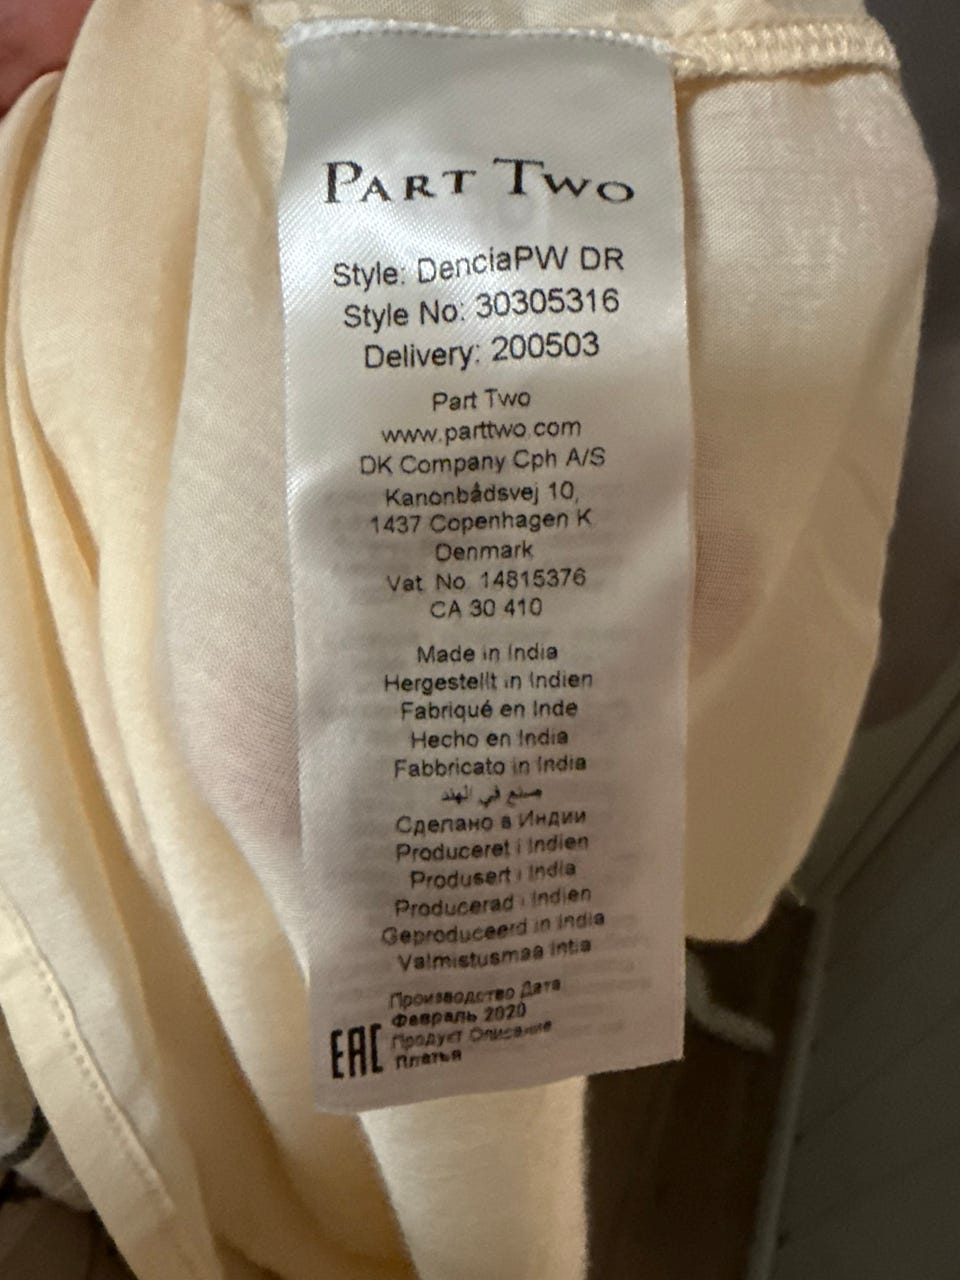 PART TWO
Style: DenciaPW DR
Style No: 30305316
Delivery: 200503
Part Two
www.parttwo.com
DK Company Cph A/S
Kanonbådsvej 10,
1437 Copenhagen K
Denmark
Vat. No. 14815376
CA 30 410
Made in India
Hergestellt in Indien
Fabriqué en Inde
Hecho en India
Fabbricato in India
صنع في الهند
Сделано в Индии
Produceret i Indien
Produsert i India
Producerad i Indien
Geproduceerd in India
Valmistusmaa Intia
Производство Дата
Февраль 2020
Продукт Описание
Платья
EAC